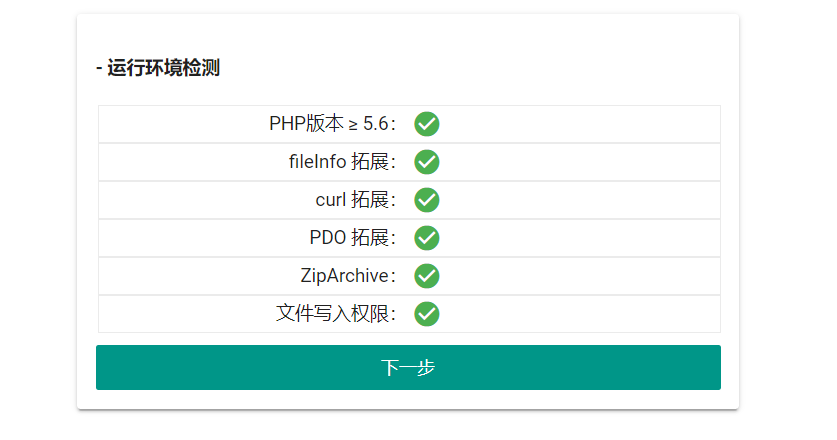 - 运行环境检测
PHP版本 ≥ 5.6：
fileInfo 拓展：
curl 拓展：
PDO 拓展：
ZipArchive：
文件写入权限：
下一步